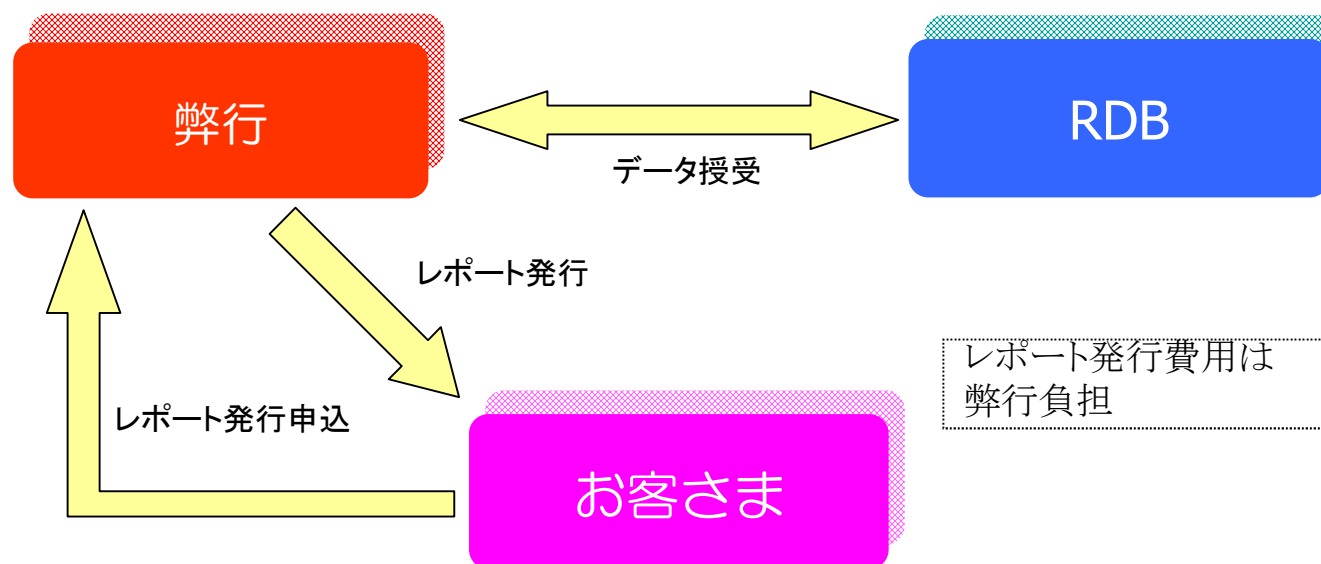 弊行
RDB
データ授受
レポート発行
レポート発行費用は
弊行負担
レポート発行申込
お客さま